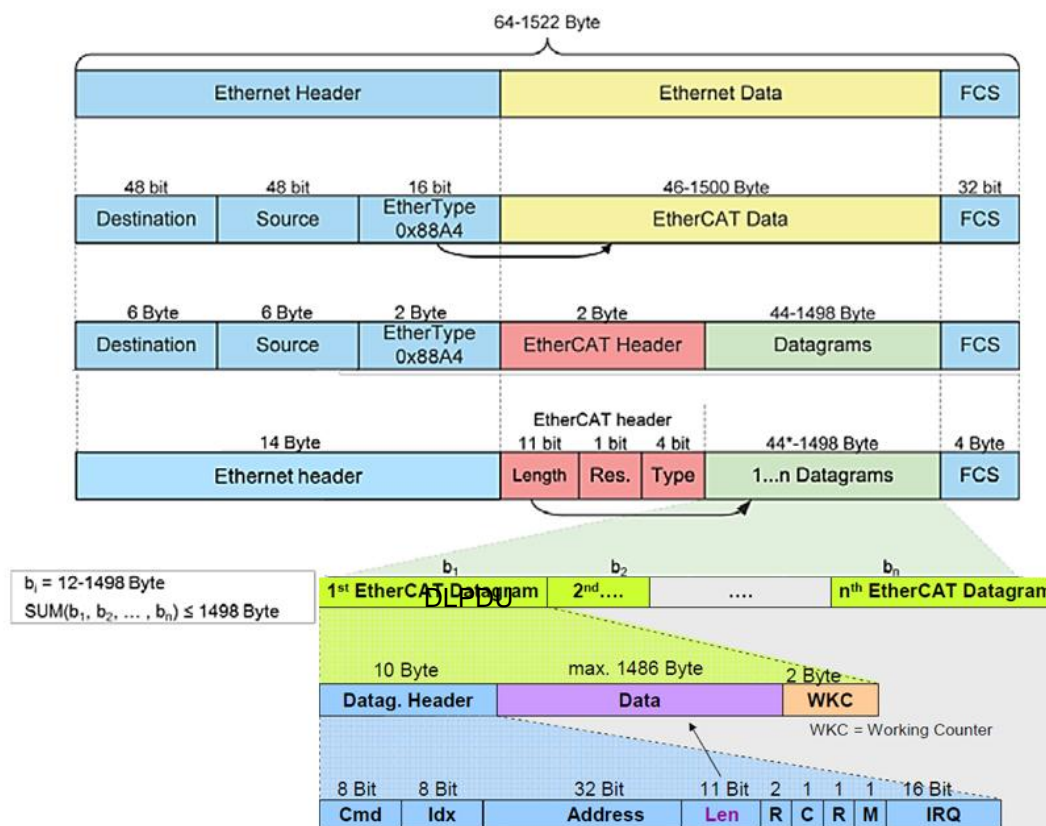 64-1522 Byte
Ethernet Header Ethernet Data FCS
48 bit 48 bit 16 bit 46-1500 Byte 32 bit
Destination Source EtherType 0x88A4 EtherCAT Data FCS
6 Byte 6 Byte 2 Byte 2 Byte 44-1498 Byte
Destination Source EtherType 0x88A4 EtherCAT Header Datagrams FCS
EtherCAT header
14 Byte 11 bit 1 bit 4 bit 44*-1498 Byte 4 Byte
Ethernet header Length Res. Type 1...n Datagrams FCS
b₁ b₂ bₙ
bᵢ = 12-1498 Byte
SUM(b₁, b₂, ... , bₙ) ≤ 1498 Byte
1st EtherCAT Datagram 2nd.... .... nth EtherCAT Datagram
DLPDU
10 Byte max. 1486 Byte 2 Byte
Datag. Header Data WKC
WKC = Working Counter
8 Bit 8 Bit 32 Bit 11 Bit 2 1 1 1 16 Bit
Cmd Idx Address Len R C R M IRQ